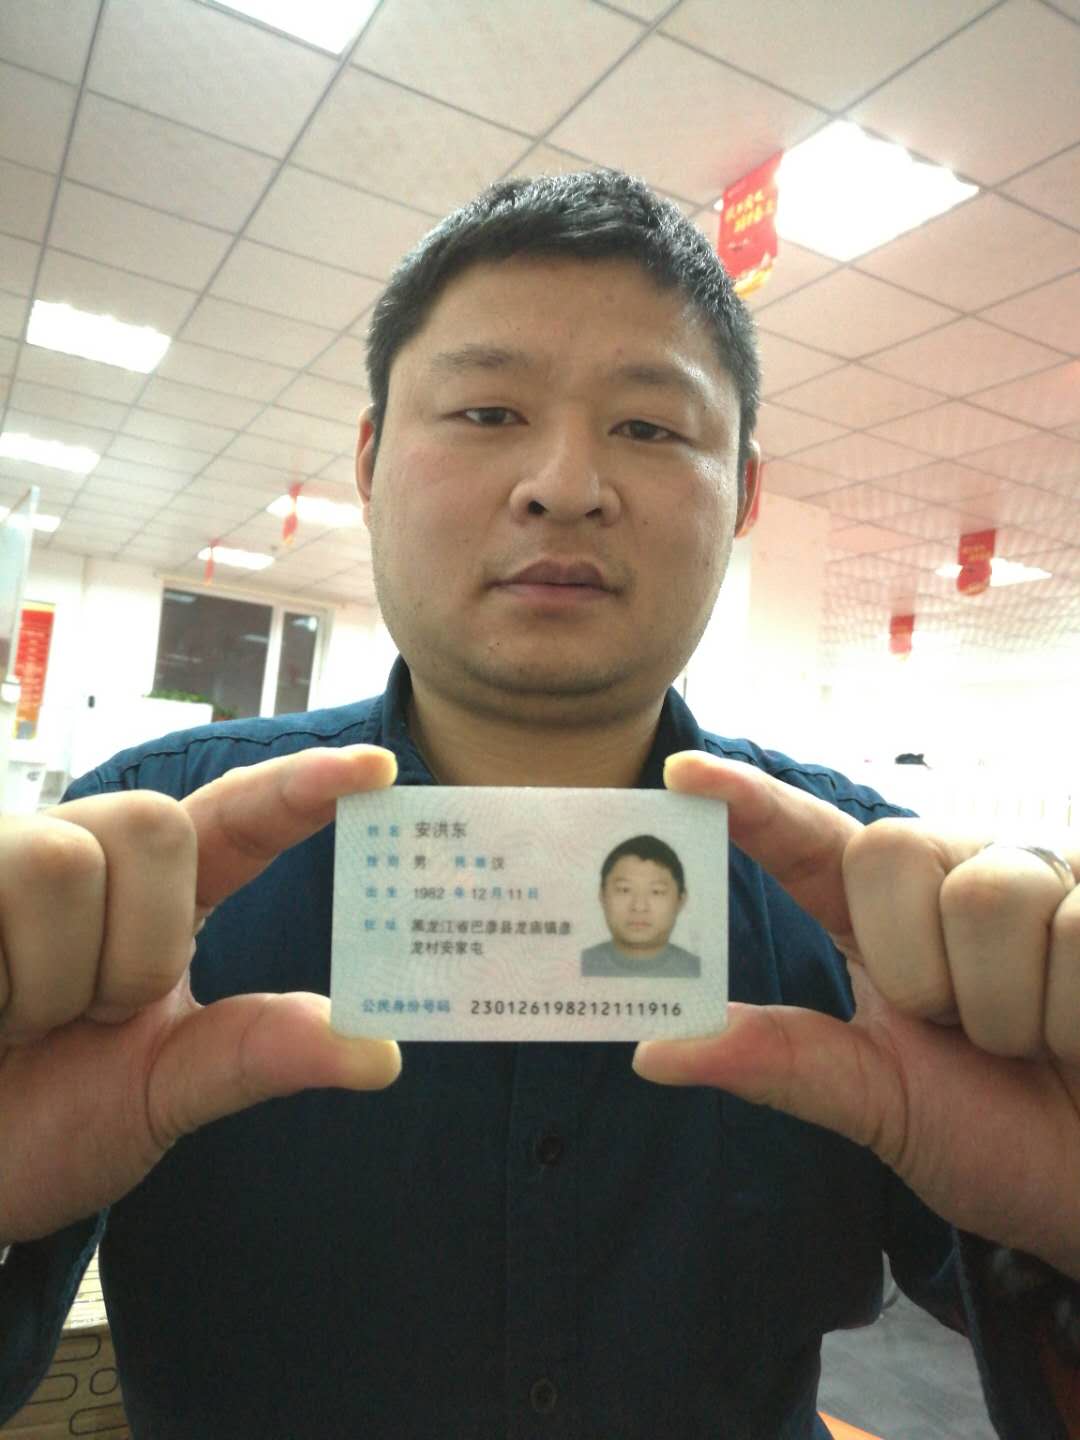 姓名 安洪东
性别 男 民族 汉
出生 1982 年 12 月 11 日
住址 黑龙江省巴彦县龙庙镇彦
龙村安家屯
公民身份号码 230126198212111916